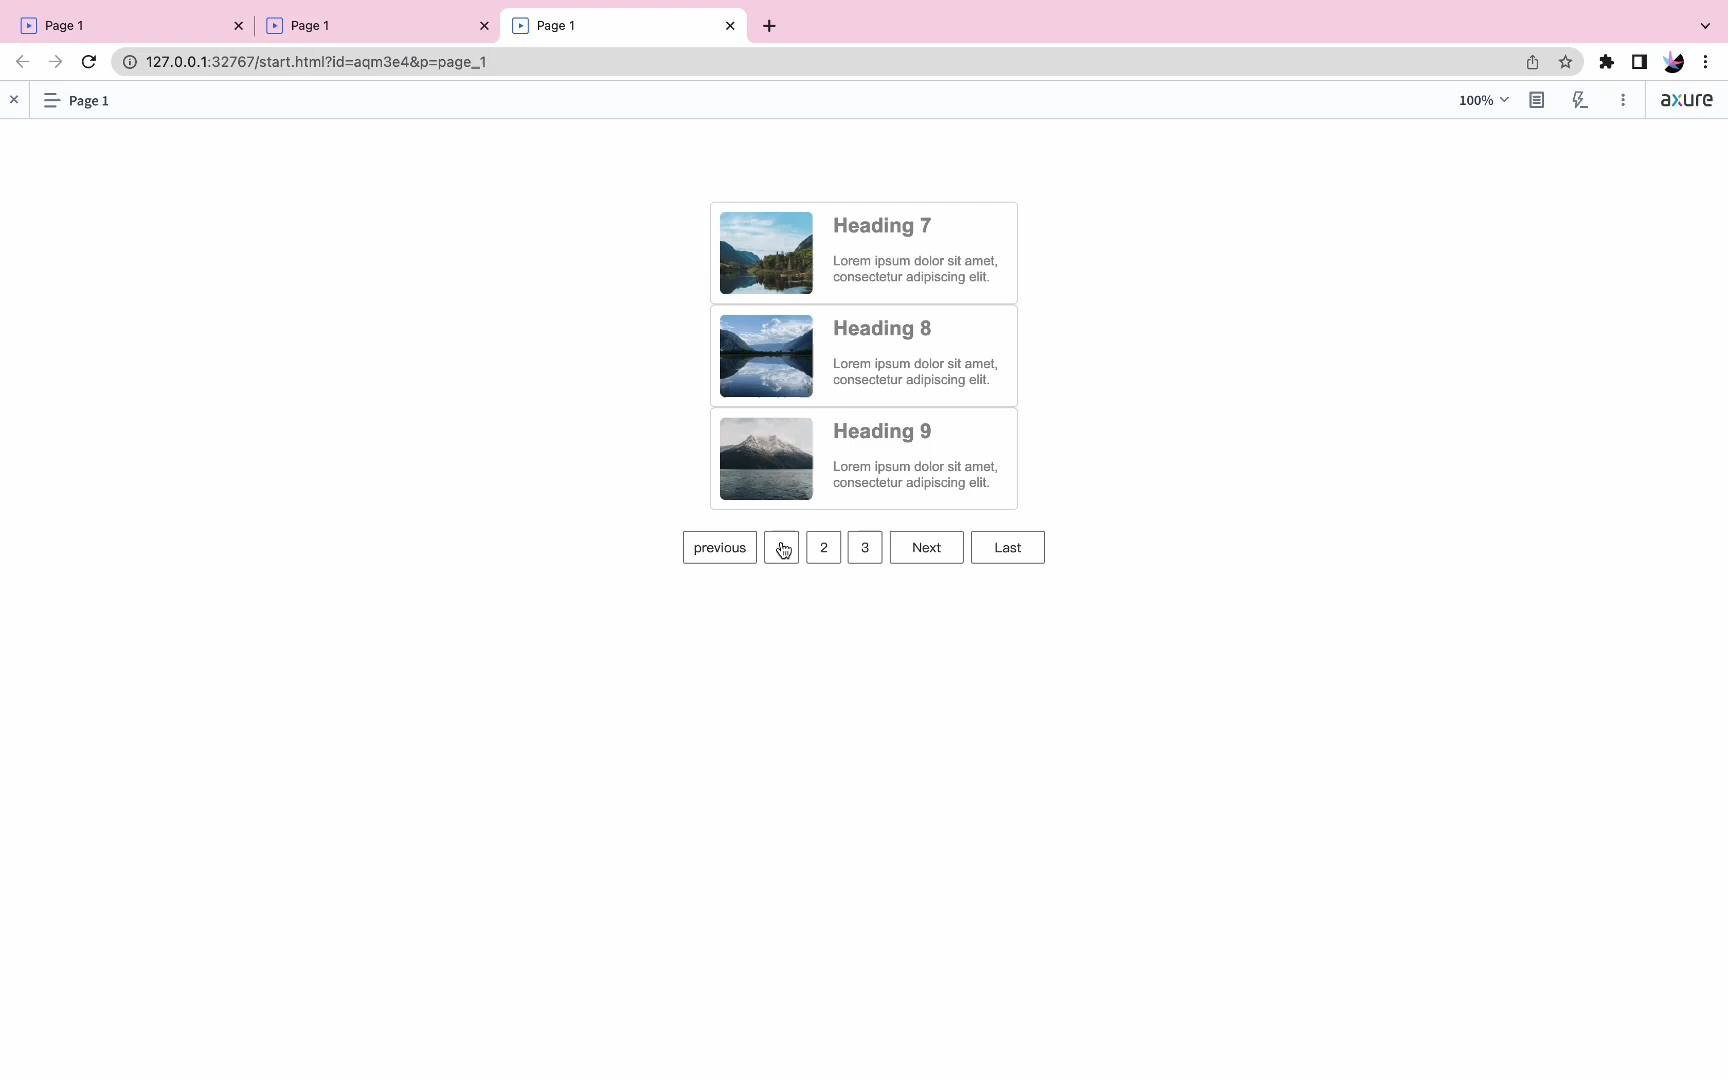 Page 1
Page 1
Page 1
127.0.0.1:32767/start.html?id=aqm3e4&p=page_1
Page 1
100%
axure
Heading 7
Lorem ipsum dolor sit amet,
consectetur adipiscing elit.
Heading 8
Lorem ipsum dolor sit amet,
consectetur adipiscing elit.
Heading 9
Lorem ipsum dolor sit amet,
consectetur adipiscing elit.
previous
2
3
Next
Last